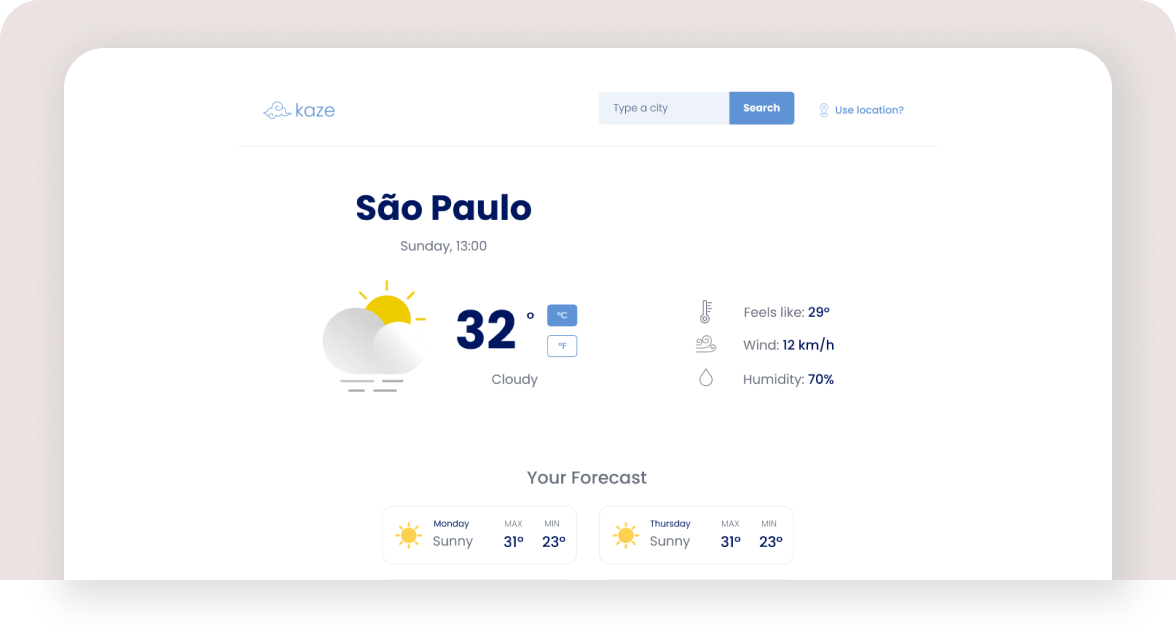 kaze
Type a city
Search
Use location?
São Paulo
Sunday, 13:00
32°
ºC
ºF
Cloudy
Feels like: 29º
Wind: 12 km/h
Humidity: 70%
Your Forecast
Monday
Sunny
MAX
31º
MIN
23º
Thursday
Sunny
MAX
31º
MIN
23º